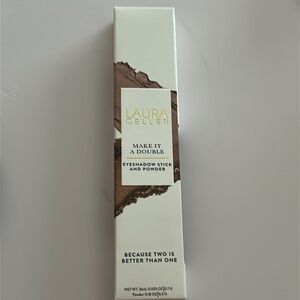 LAURA
GELLER
MAKE IT
A DOUBLE
EYESHADOW STICK
AND POWDER
BECAUSE TWO IS
BETTER THAN ONE